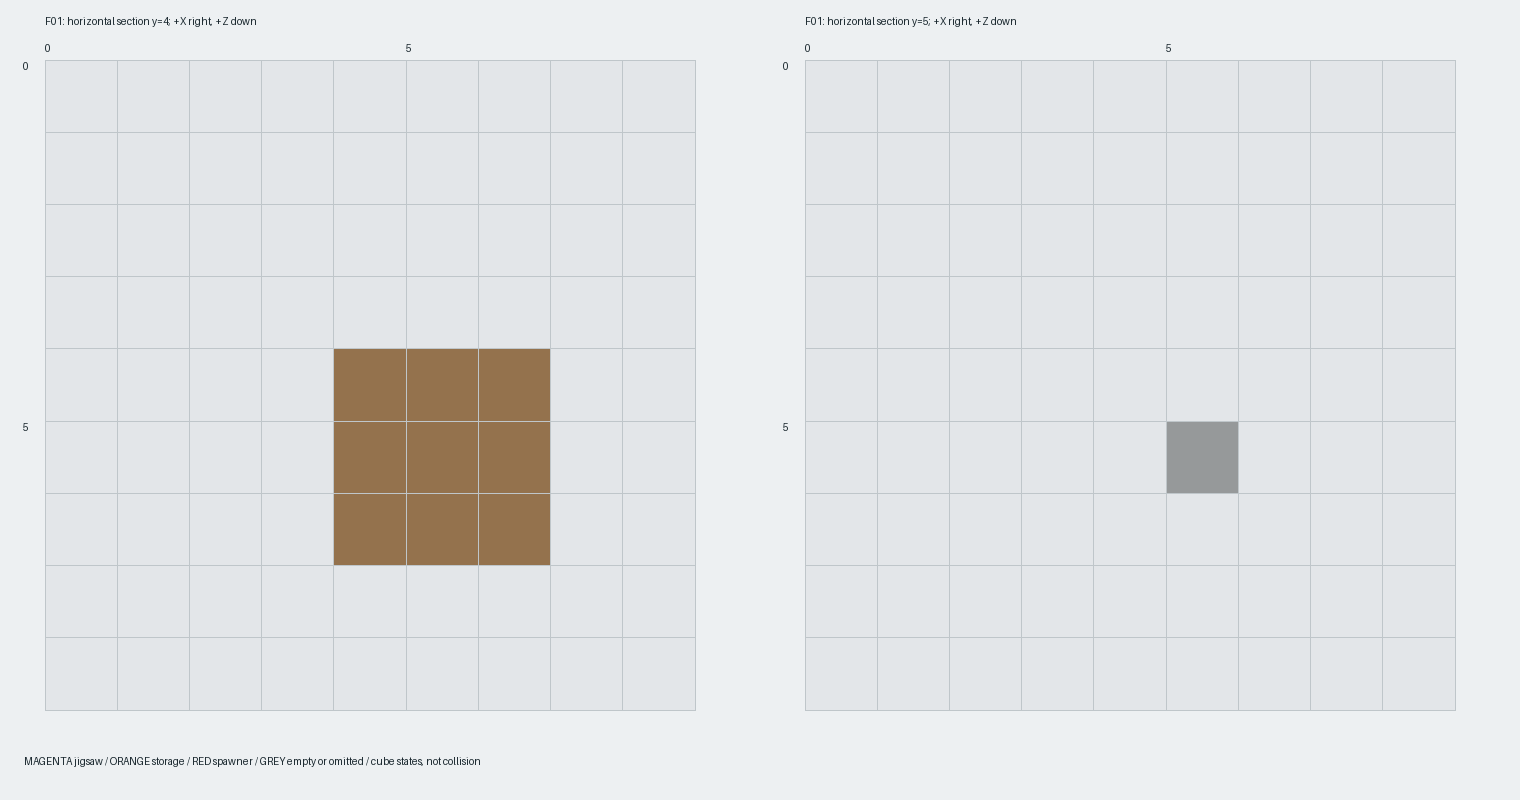 F01: horizontal section y=4; +X right, +Z down
F01: horizontal section y=5; +X right, +Z down
0 5
0 5
0
0
5
5
MAGENTA jigsaw / ORANGE storage / RED spawner / GREY empty or omitted / cube states, not collision